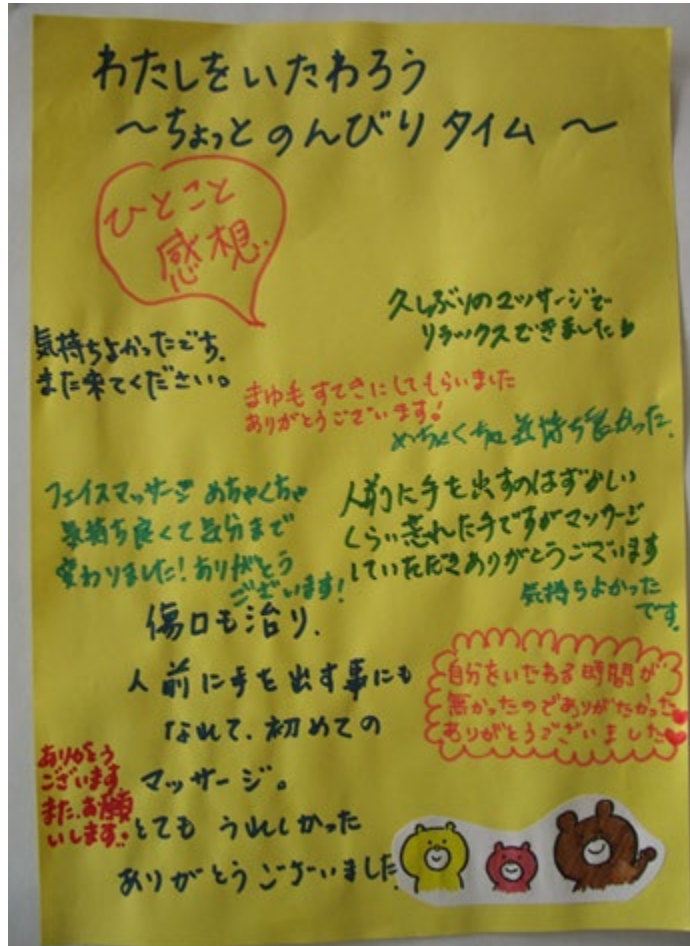 わたしをいたわろう
～ちょっとのんびりタイム～
ひとこと
感想
久しぶりのマッサージで
リラックスできました
気持ちよかったです。
また来てください。
まゆ毛すてきにしてもらいました
ありがとうございます!
めちゃくちゃ気持ち良かった。
フェイスマッサージ めちゃくちゃ
気持ち良くて気分まで
変わりました!ありがとう
ございます!
人前に手を出すのはずかしい
くらい荒れた手ですがマッサージ
していただきありがとうございます
気持ちよかった
です。
傷口も治り、
人前に手を出す事にも
なれて、初めての
マッサージ。
とても うれしかった
ありがとうございました
自分をいたわる時間が
無かったのでありがたかった
ありがとうございました
ありがとう
ございます
また、お願
いします。